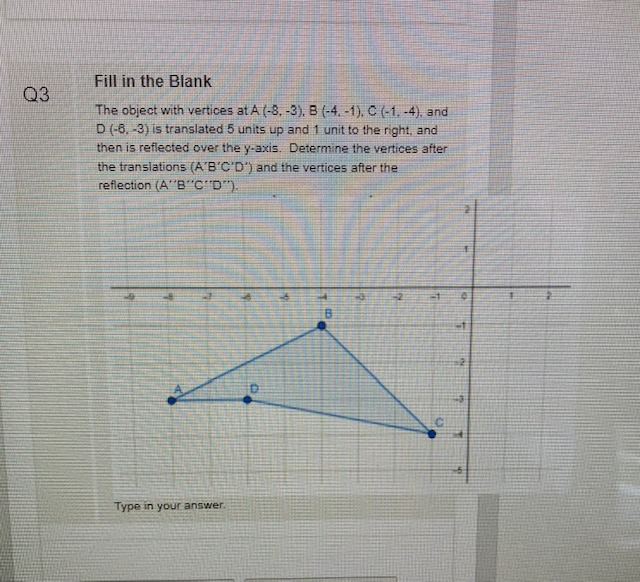 Q3
Fill in the Blank
The object with vertices at A (-8, -3), B (-4, -1), C (-1, -4), and
D (-6, -3) is translated 5 units up and 1 unit to the right, and
then is reflected over the y-axis. Determine the vertices after
the translations (A'B'C'D') and the vertices after the
reflection (A''B''C''D'').
2
1
-9 -8 -7 -6 -5 -4 -3 -2 -1 0 1 2
B
-1
-2
A D
-3
C
-4
-5
Type in your answer.